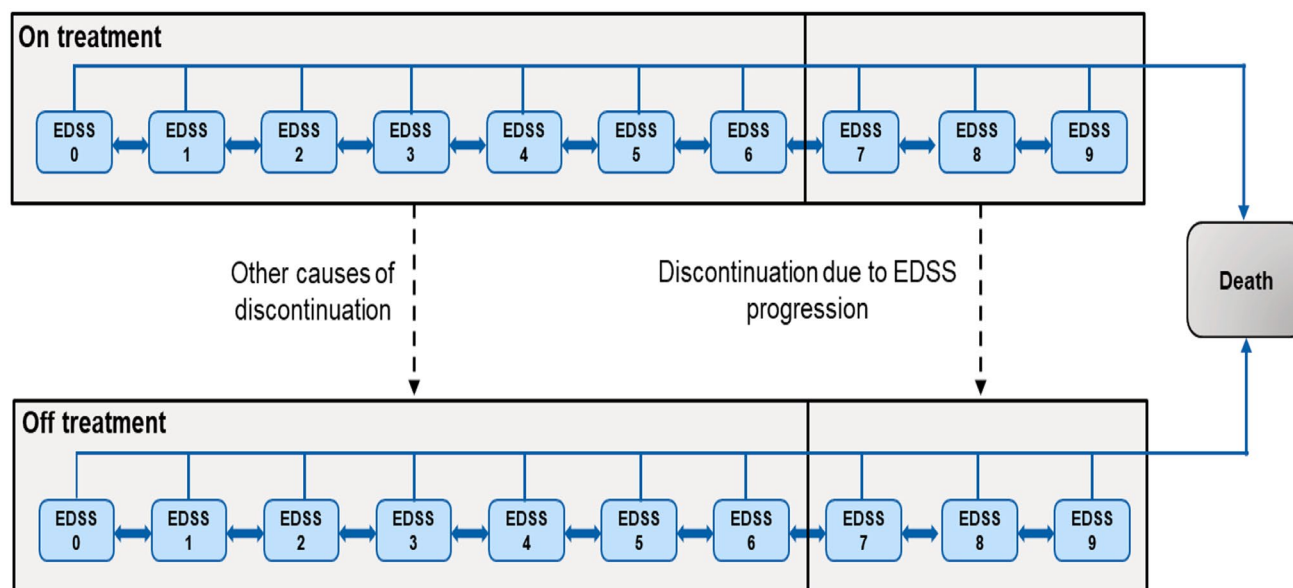 On treatment
EDSS
0
EDSS
1
EDSS
2
EDSS
3
EDSS
4
EDSS
5
EDSS
6
EDSS
7
EDSS
8
EDSS
9
Other causes of
discontinuation
Discontinuation due to EDSS
progression
Death
Off treatment
EDSS
0
EDSS
1
EDSS
2
EDSS
3
EDSS
4
EDSS
5
EDSS
6
EDSS
7
EDSS
8
EDSS
9